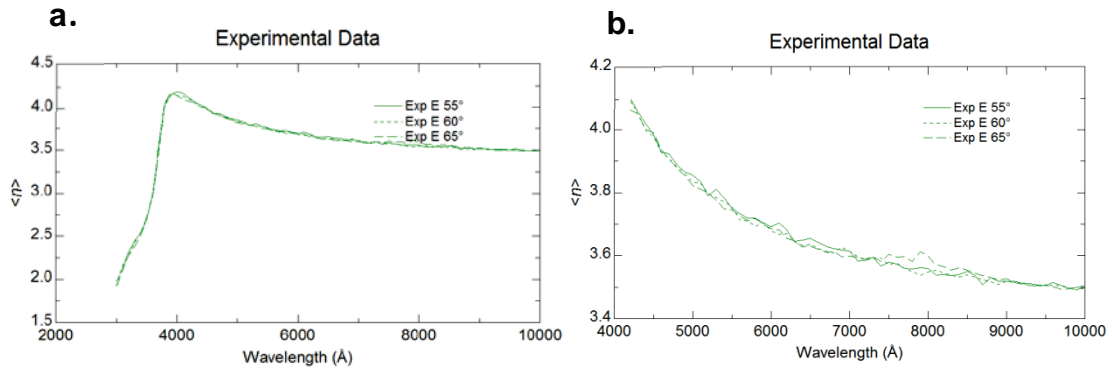 a.
Experimental Data
4.5
4.0
3.5
3.0
2.5
2.0
1.5
<n>
Exp E 55°
Exp E 60°
Exp E 65°
2000 4000 6000 8000 10000
Wavelength (Å)
b.
Experimental Data
4.2
4.0
3.8
3.6
3.4
<n>
Exp E 55°
Exp E 60°
Exp E 65°
4000 5000 6000 7000 8000 9000 10000
Wavelength (Å)